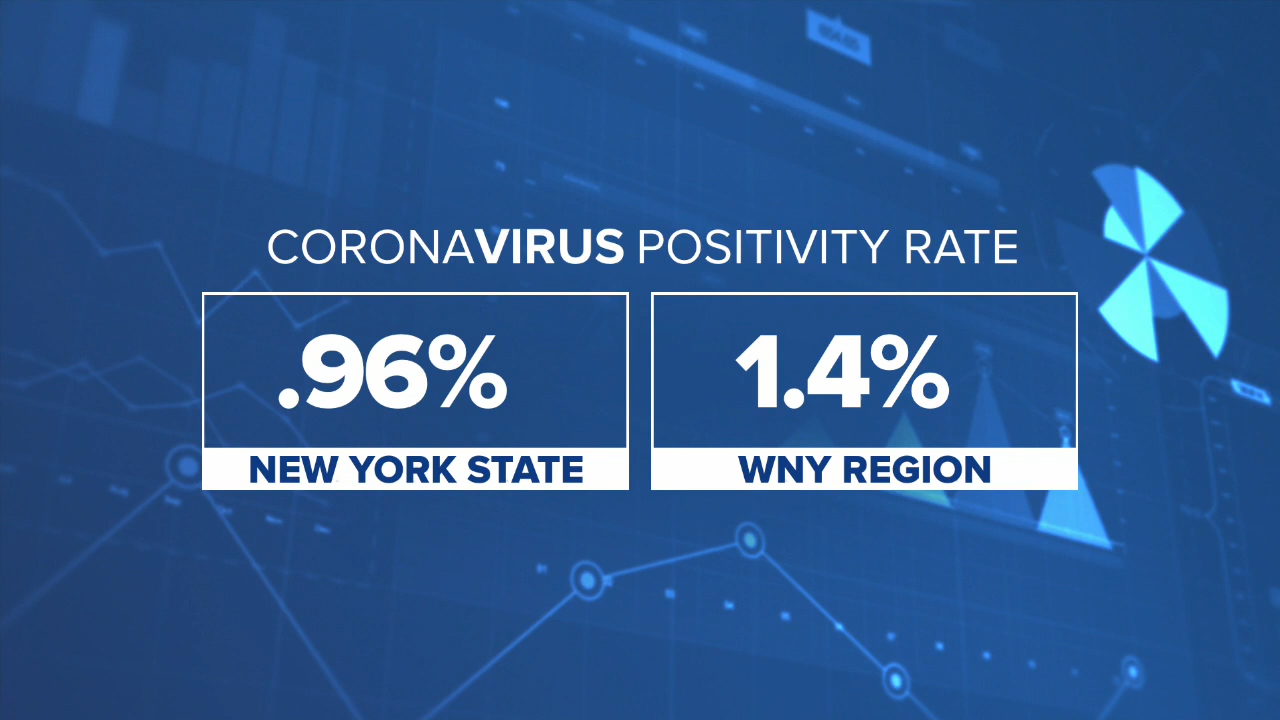 CORONAVIRUS POSITIVITY RATE
.96% 1.4%
NEW YORK STATE WNY REGION